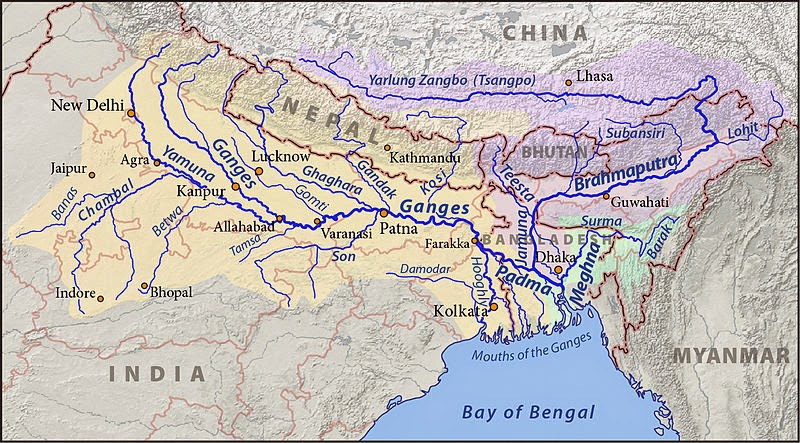 CHINA
Yarlung Zangbo (Tsangpo)
Lhasa
New Delhi
NEPAL
Subansiri
Lohit
Agra
Yamuna
Ganges
Lucknow
Kathmandu
BHUTAN
Jaipur
Ghaghara
Gandak
Kosi
Teesta
Brahmaputra
Banas
Chambal
Kanpur
Gomti
Ganges
Guwahati
Betwa
Allahabad
Varanasi
Patna
Jamuna
Surma
Tamsa
Son
Farakka
BANGLADESH
Barak
Damodar
Hooghly
Padma
Dhaka
Meghna
Indore
Bhopal
Kolkata
Mouths of the Ganges
MYANMAR
INDIA
Bay of Bengal